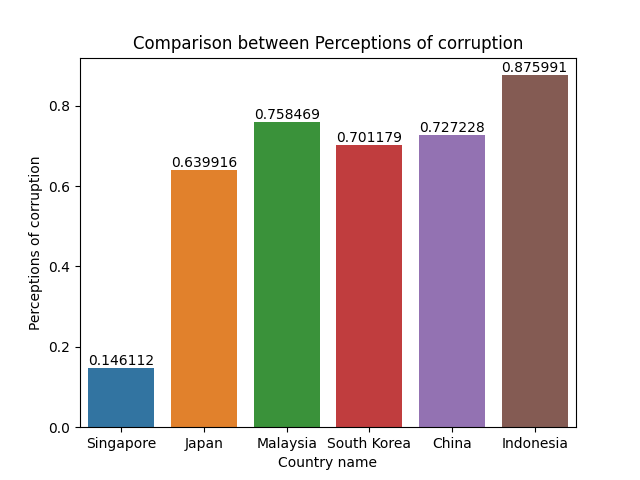 Comparison between Perceptions of corruption
Perceptions of corruption
0.8
0.6
0.4
0.2
0.0
0.146112
0.639916
0.758469
0.701179
0.727228
0.875991
Singapore Japan Malaysia South Korea China Indonesia
Country name